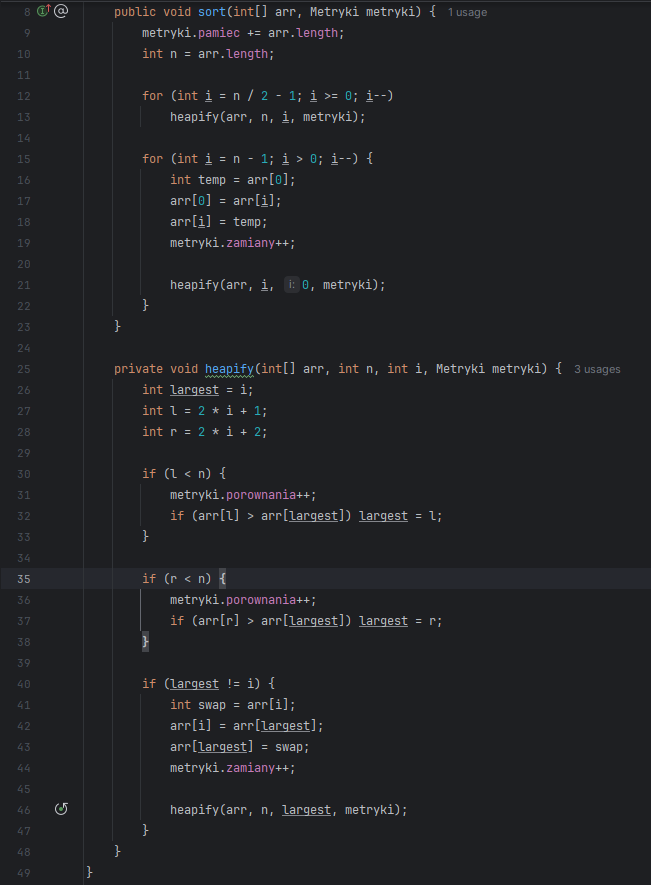 8 public void sort(int[] arr, Metryki metryki) { 1 usage
9 metryki.pamiec += arr.length;
10 int n = arr.length;
11
12 for (int i = n / 2 - 1; i >= 0; i--)
13 heapify(arr, n, i, metryki);
14
15 for (int i = n - 1; i > 0; i--) {
16 int temp = arr[0];
17 arr[0] = arr[i];
18 arr[i] = temp;
19 metryki.zamiany++;
20
21 heapify(arr, i, i: 0, metryki);
22 }
23 }
24
25 private void heapify(int[] arr, int n, int i, Metryki metryki) { 3 usages
26 int largest = i;
27 int l = 2 * i + 1;
28 int r = 2 * i + 2;
29
30 if (l < n) {
31 metryki.porownania++;
32 if (arr[l] > arr[largest]) largest = l;
33 }
34
35 if (r < n) {
36 metryki.porownania++;
37 if (arr[r] > arr[largest]) largest = r;
38 }
39
40 if (largest != i) {
41 int swap = arr[i];
42 arr[i] = arr[largest];
43 arr[largest] = swap;
44 metryki.zamiany++;
45
46 heapify(arr, n, largest, metryki);
47 }
48 }
49 }